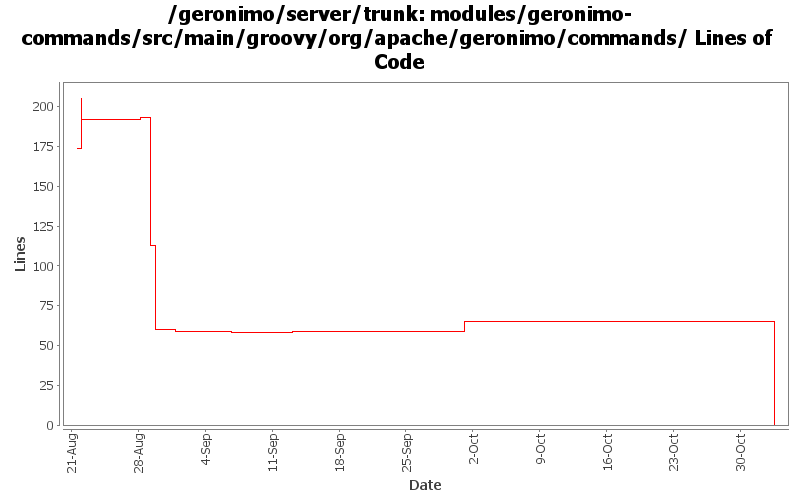 /geronimo/server/trunk: modules/geronimo-
commands/src/main/groovy/org/apache/geronimo/commands/ Lines of
Code
Lines
200
175
150
125
100
75
50
25
0
21-Aug
28-Aug
4-Sep
11-Sep
18-Sep
25-Sep
2-Oct
9-Oct
16-Oct
23-Oct
30-Oct
Date